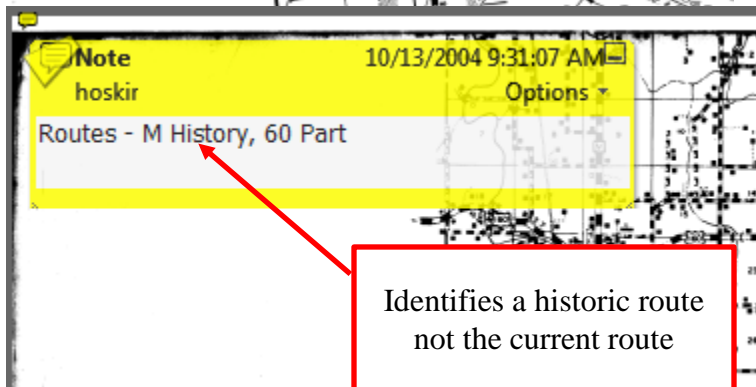 Note 10/13/2004 9:31:07 AM
hoskir Options
Routes - M History, 60 Part
Identifies a historic route
not the current route